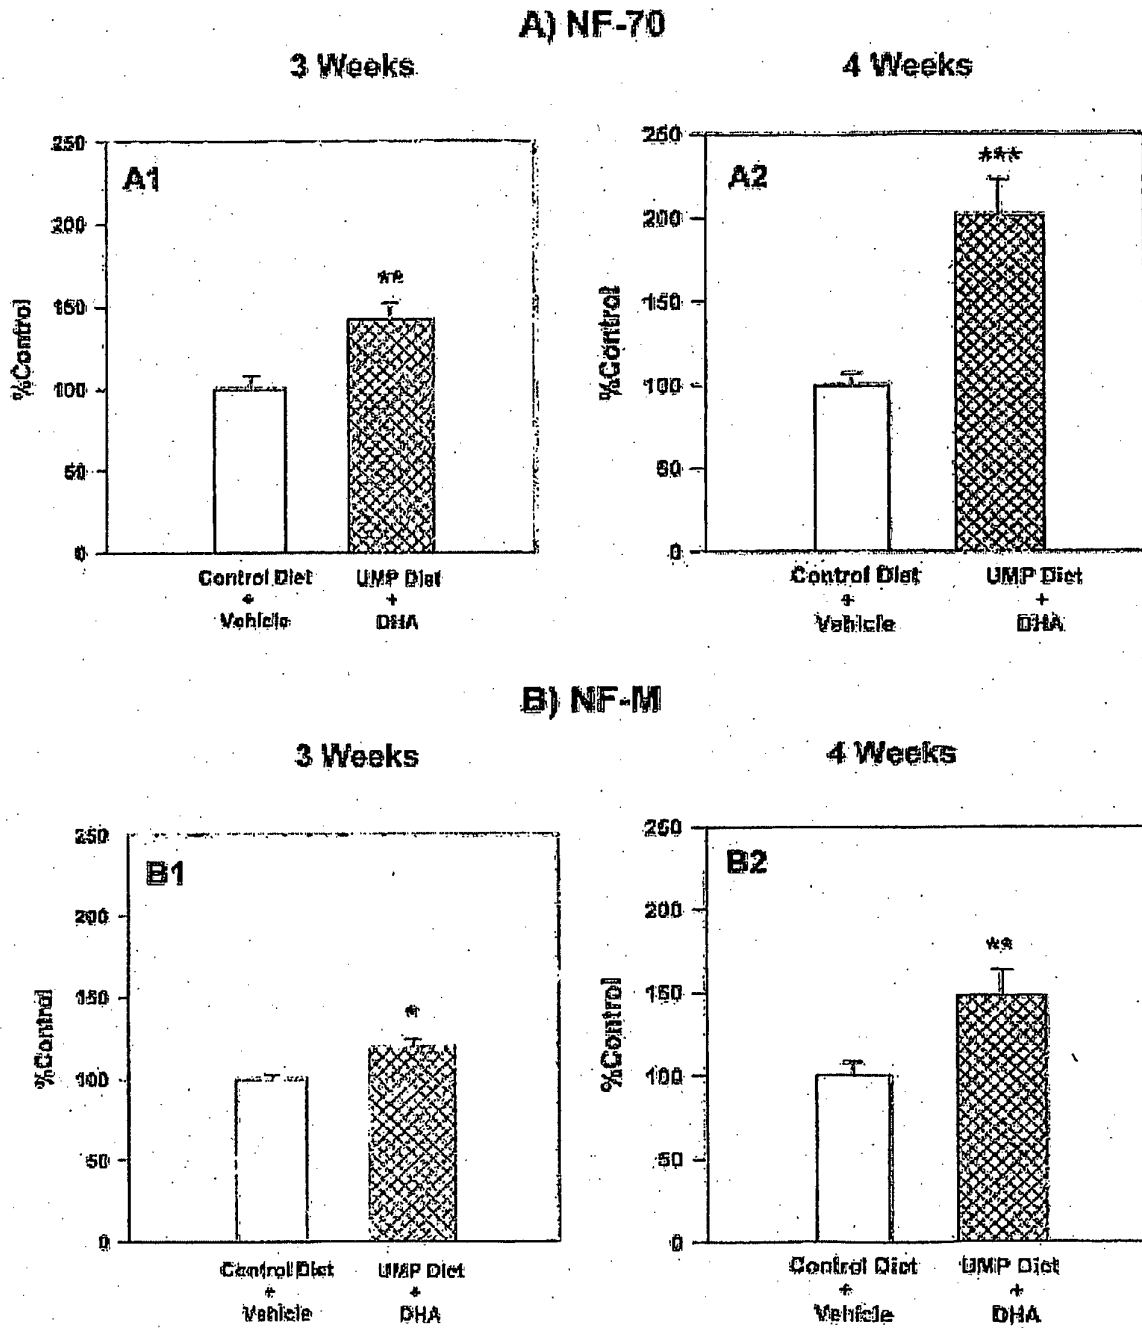 A) NF-70
3 Weeks
4 Weeks
250
200
150
100
50
0
%Control
A1
**
Control Diet
+
Vehicle
UMP Diet
+
DHA
250
200
150
100
50
0
%Control
A2
***
Control Diet
+
Vehicle
UMP Diet
+
DHA
B) NF-M
3 Weeks
4 Weeks
250
200
150
100
50
0
%Control
B1
*
Control Diet
+
Vehicle
UMP Diet
+
DHA
250
200
150
100
50
0
%Control
B2
**
Control Diet
+
Vehicle
UMP Diet
+
DHA